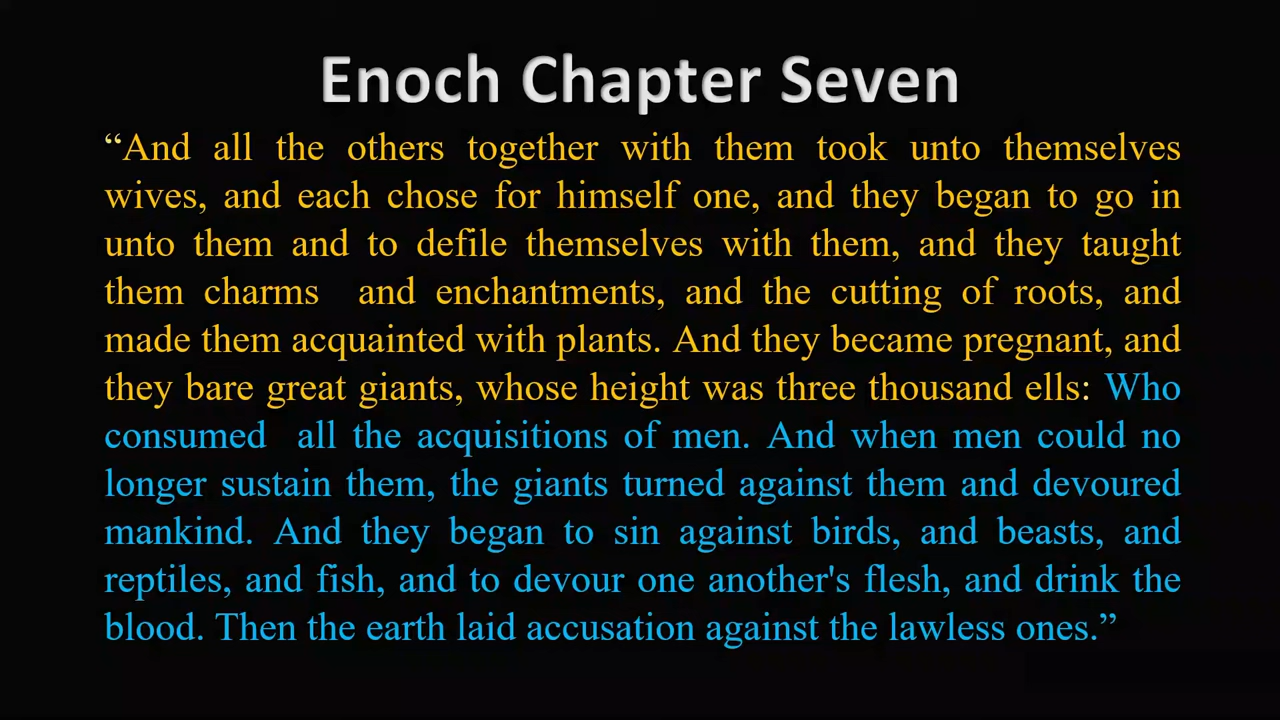 Enoch Chapter Seven
“And all the others together with them took unto themselves
wives, and each chose for himself one, and they began to go in
unto them and to defile themselves with them, and they taught
them charms and enchantments, and the cutting of roots, and
made them acquainted with plants. And they became pregnant, and
they bare great giants, whose height was three thousand ells: Who
consumed all the acquisitions of men. And when men could no
longer sustain them, the giants turned against them and devoured
mankind. And they began to sin against birds, and beasts, and
reptiles, and fish, and to devour one another's flesh, and drink the
blood. Then the earth laid accusation against the lawless ones.”